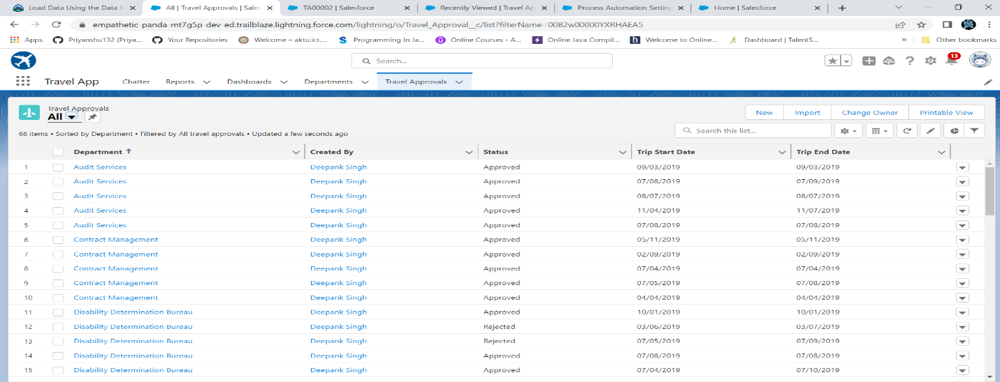 Load Data Using the Data I All | Travel Approvals | Sales TA00002 | Salesforce Recently Viewed | Travel Ap Process Automation Setting Home | Salesforce
empathetic-panda-mt7g5p-dev-ed.trailblaze.lightning.force.com/lightning/o/Travel_Approval__c/list?filterName=00B2w00000YXRHAEA5
Apps Priyanshu132 (Priya... Your Repositories Welcome – aktu.ict.... Programming In Ja... Online Courses - A... Online Java Compil... Welcome to Online... Dashboard | TalentS... » Other bookmarks
Search...
13
Travel App Chatter Reports Dashboards Departments Travel Approvals
Travel Approvals
All
New Import Change Owner Printable View
66 items • Sorted by Department • Filtered by All travel approvals • Updated a few seconds ago
Search this list...
Department ↑ Created By Status Trip Start Date Trip End Date
1 Audit Services Deepank Singh Approved 09/03/2019 09/03/2019
2 Audit Services Deepank Singh Approved 07/08/2019 07/09/2019
3 Audit Services Deepank Singh Approved 08/07/2019 08/07/2019
4 Audit Services Deepank Singh Approved 11/04/2019 11/07/2019
5 Audit Services Deepank Singh Approved 07/08/2019 07/08/2019
6 Contract Management Deepank Singh Approved 05/11/2019 05/11/2019
7 Contract Management Deepank Singh Approved 02/09/2019 02/09/2019
8 Contract Management Deepank Singh Approved 07/04/2019 07/04/2019
9 Contract Management Deepank Singh Approved 07/05/2019 07/08/2019
10 Contract Management Deepank Singh Approved 04/04/2019 04/04/2019
11 Disability Determination Bureau Deepank Singh Approved 10/01/2019 10/01/2019
12 Disability Determination Bureau Deepank Singh Rejected 03/06/2019 03/07/2019
13 Disability Determination Bureau Deepank Singh Rejected 07/05/2019 07/09/2019
14 Disability Determination Bureau Deepank Singh Approved 07/08/2019 07/08/2019
15 Disability Determination Bureau Deepank Singh Approved 07/04/2019 07/10/2019